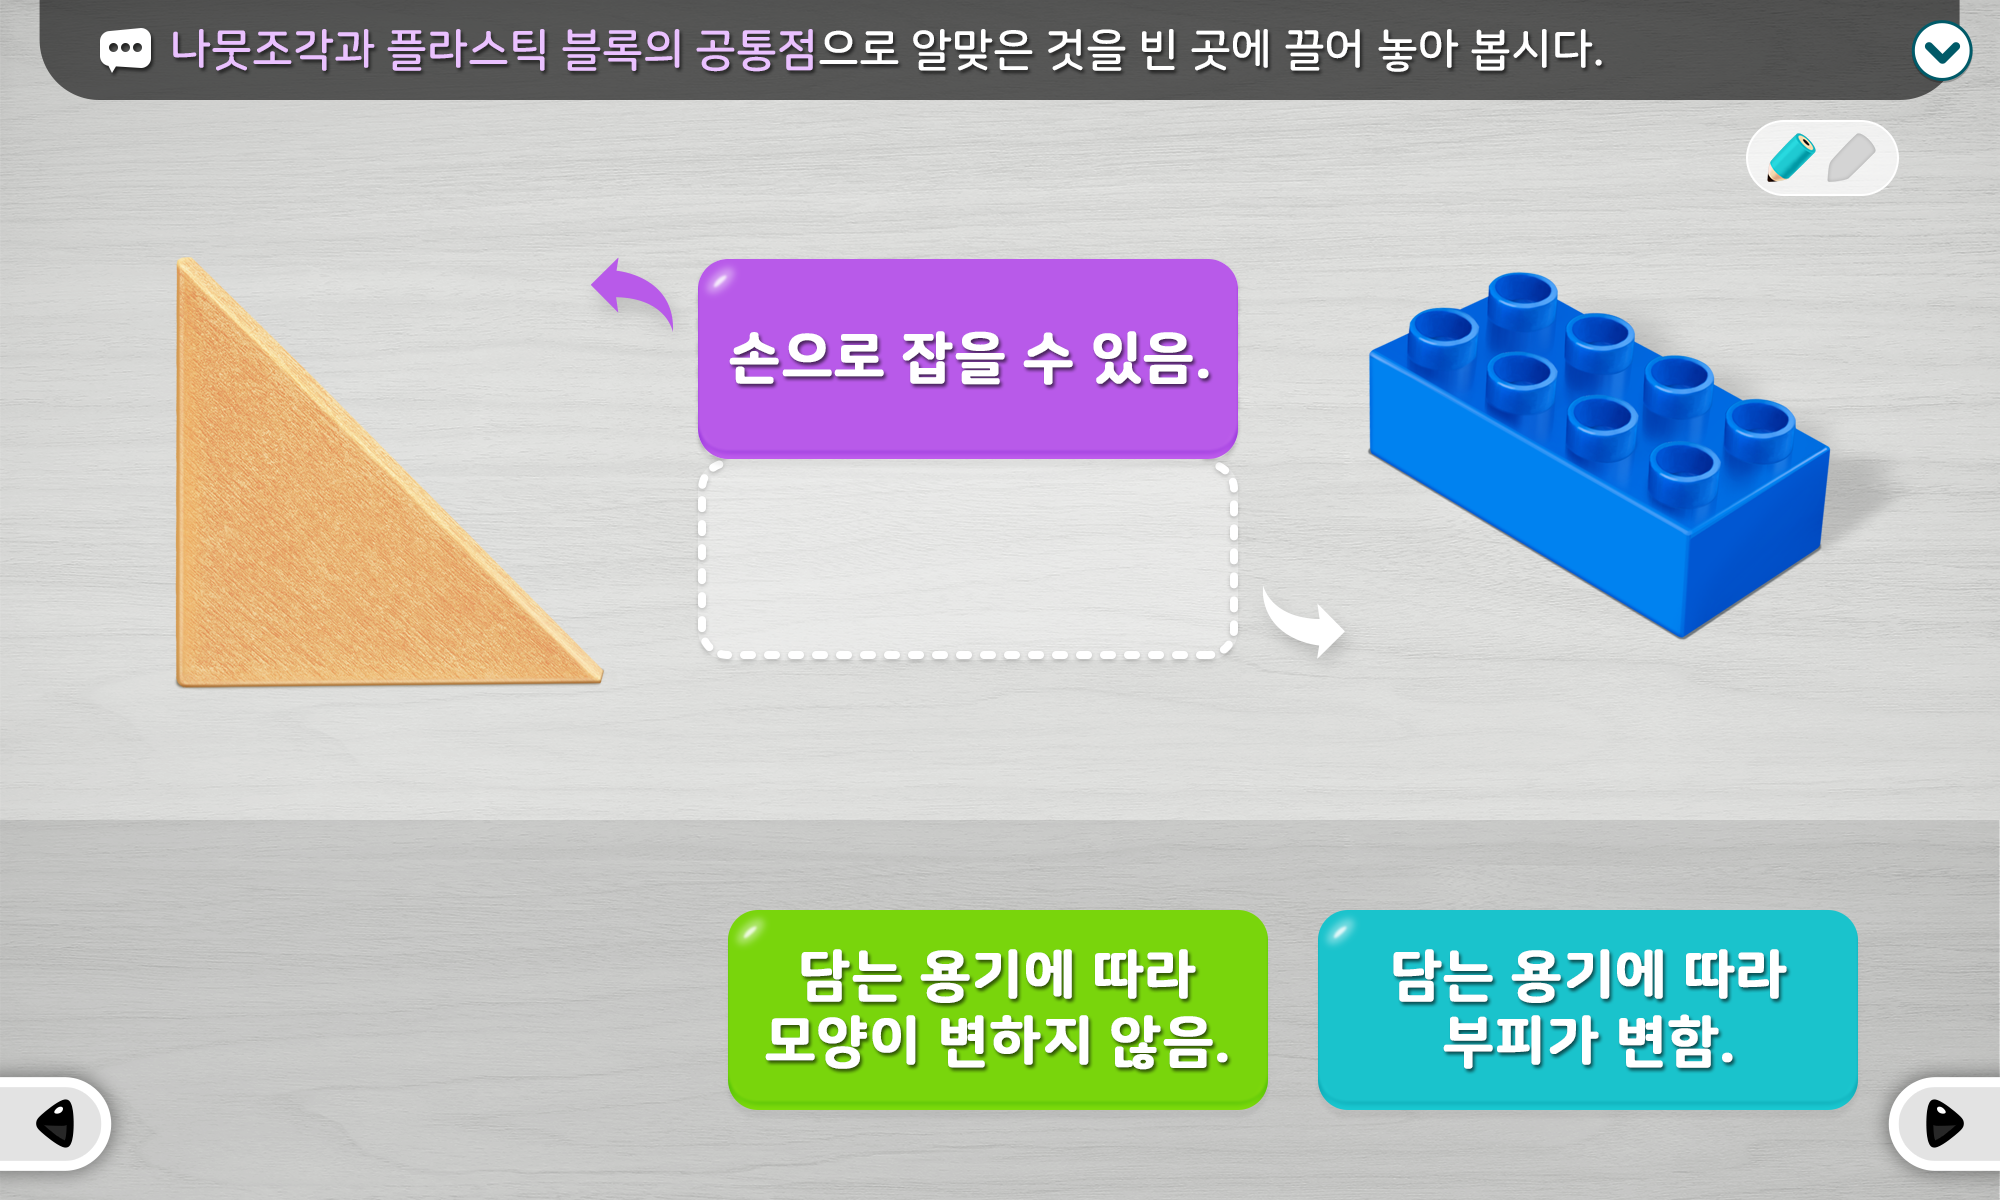 나뭇조각과 플라스틱 블록의 공통점으로 알맞은 것을 빈 곳에 끌어 놓아 봅시다.
손으로 잡을 수 있음.
담는 용기에 따라
모양이 변하지 않음.
담는 용기에 따라
부피가 변함.